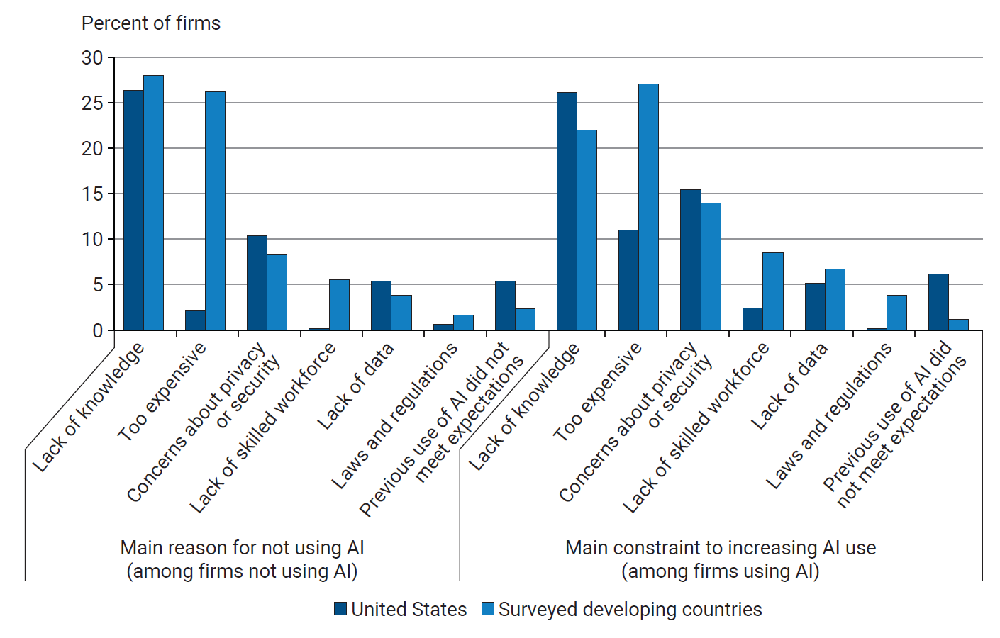 Percent of firms
30
25
20
15
10
5
0
Lack of knowledge
Too expensive
Concerns about privacy
or security
Lack of skilled workforce
Lack of data
Laws and regulations
Previous use of AI did not
meet expectations
Lack of knowledge
Too expensive
Concerns about privacy
or security
Lack of skilled workforce
Lack of data
Laws and regulations
Previous use of AI did
not meet expectations
Main reason for not using AI
(among firms not using AI)
Main constraint to increasing AI use
(among firms using AI)
United States
Surveyed developing countries